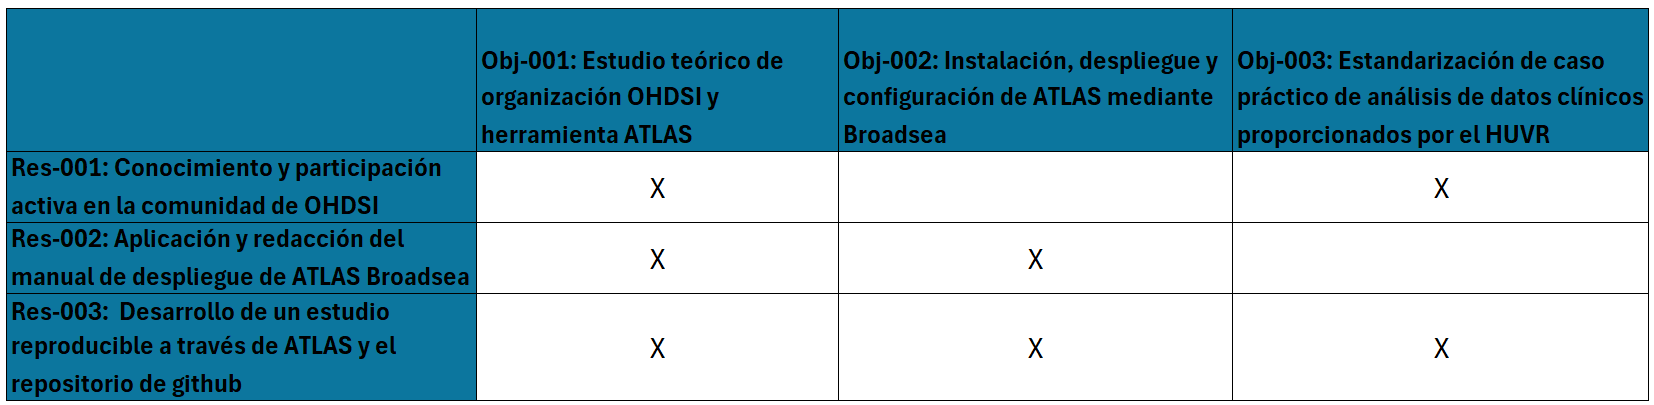 Obj-001: Estudio teórico de
organización OHDSI y
herramienta ATLAS
Obj-002: Instalación, despliegue y
configuración de ATLAS mediante
Broadsea
Obj-003: Estandarización de caso
práctico de análisis de datos clínicos
proporcionados por el HUVR
Res-001: Conocimiento y participación
activa en la comunidad de OHDSI
X
X
Res-002: Aplicación y redacción del
manual de despliegue de ATLAS Broadsea
X
X
Res-003: Desarrollo de un estudio
reproducible a través de ATLAS y el
repositorio de github
X
X
X